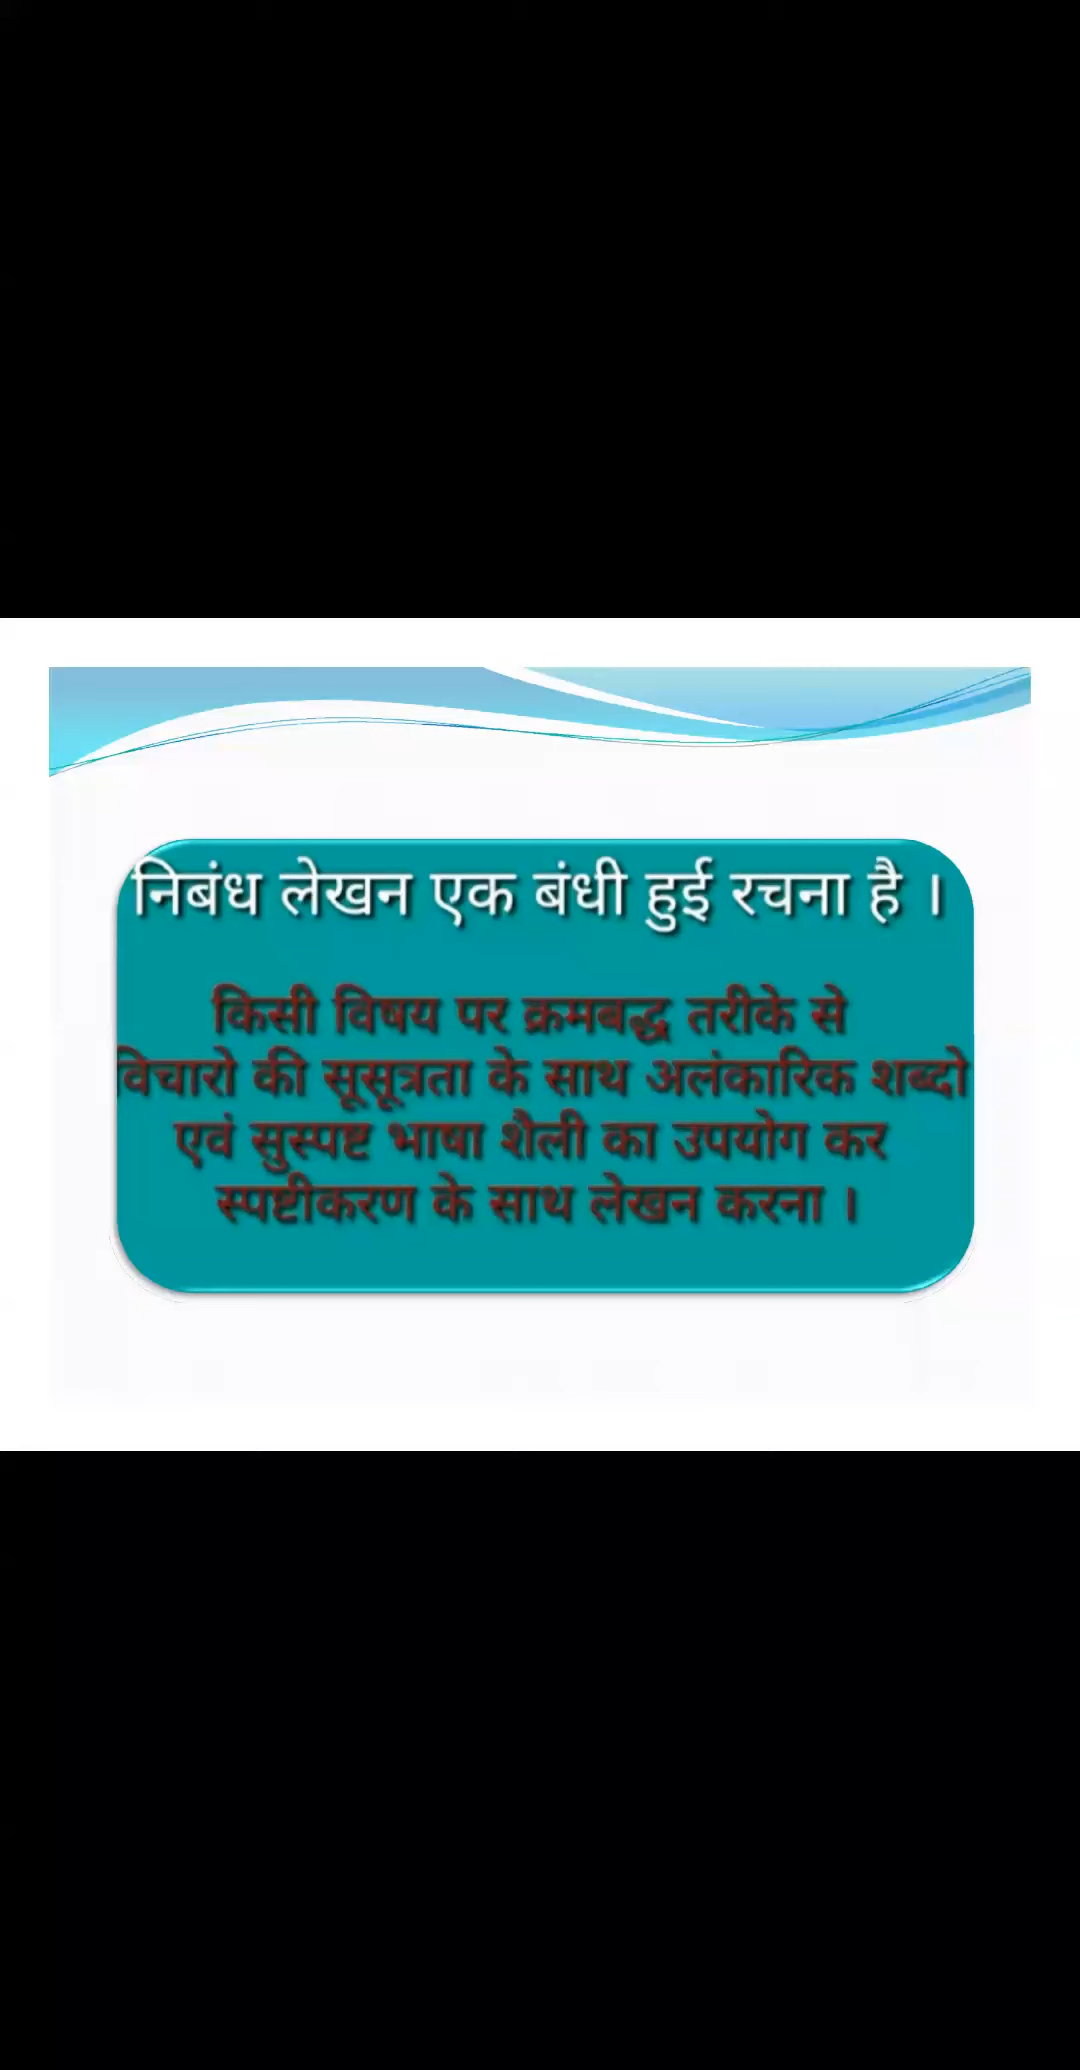 निबंध लेखन एक बंधी हुई रचना है ।
किसी विषय पर क्रमबद्ध तरीके से
विचारो की सूसूत्रता के साथ अलंकारिक शब्दो
एवं सुस्पष्ट भाषा शैली का उपयोग कर
स्पष्टीकरण के साथ लेखन करना ।